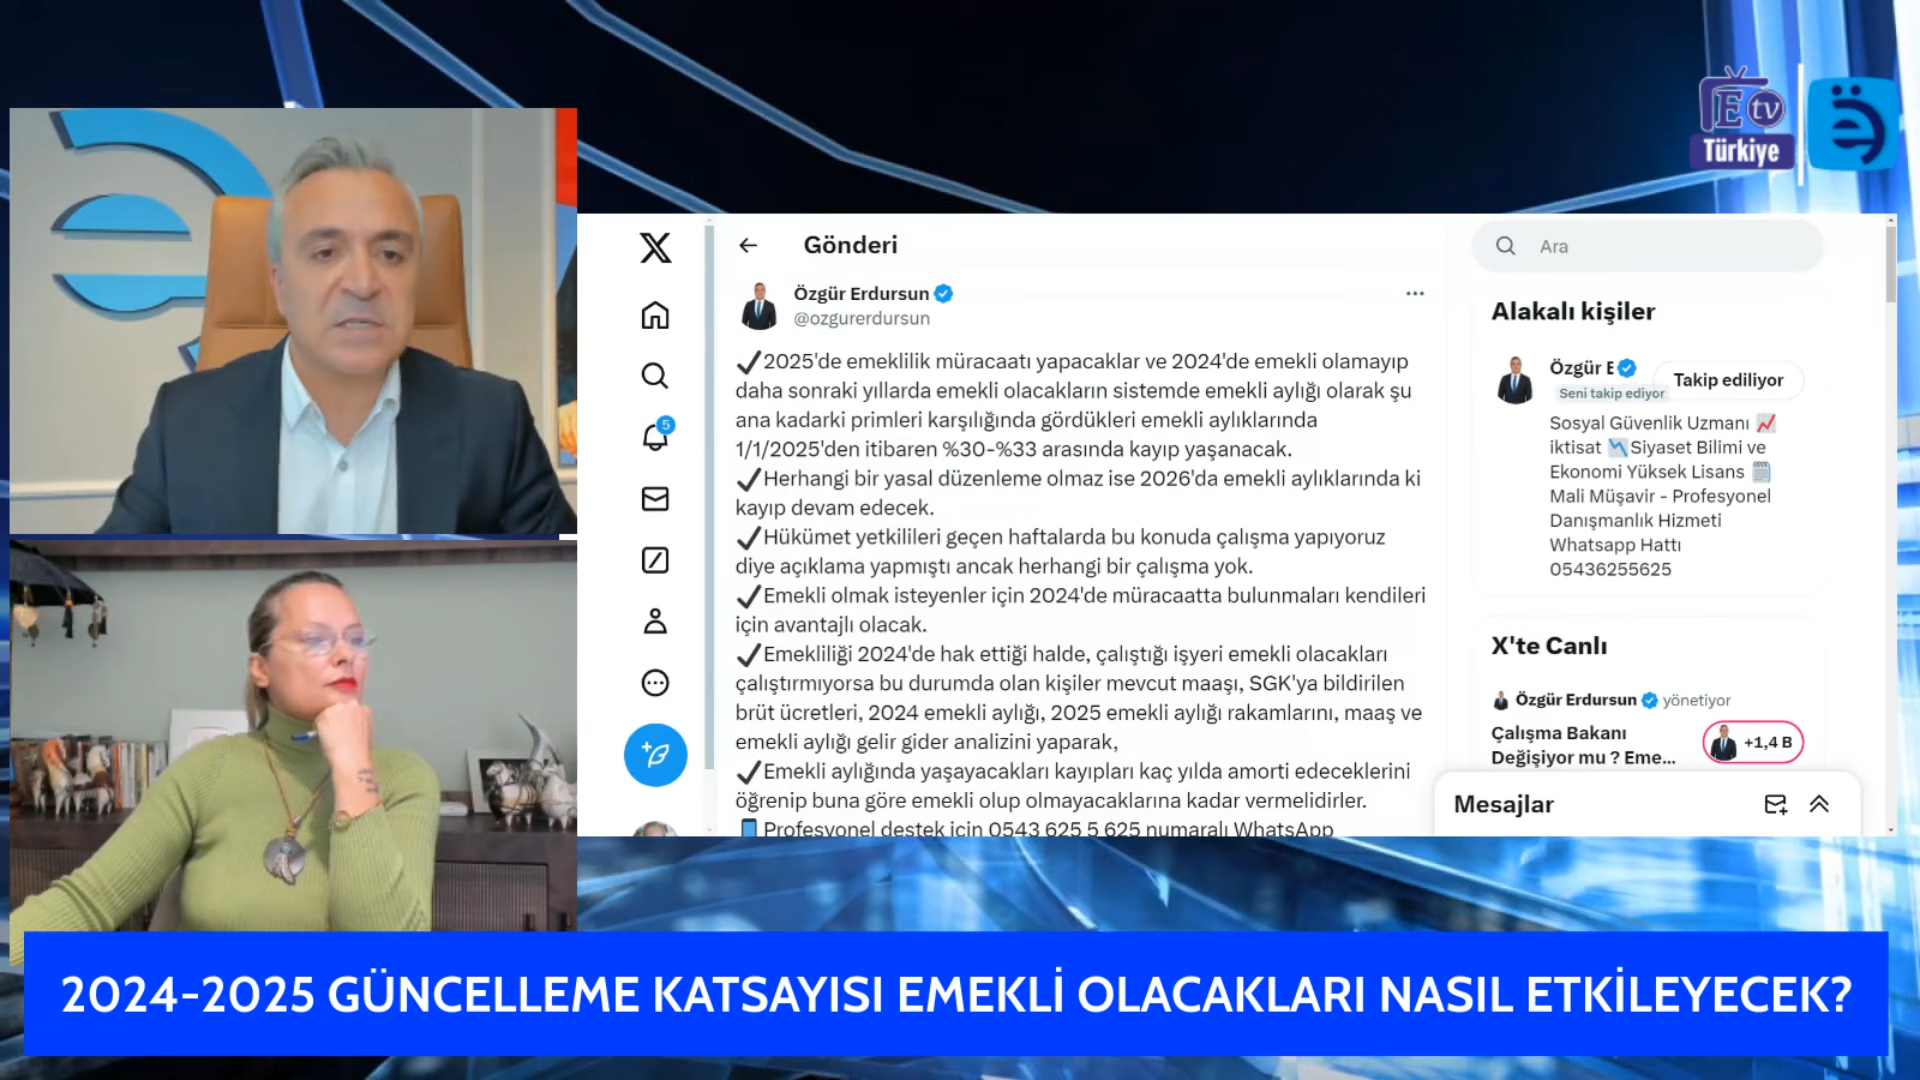 E tv
Türkiye
Gönderi
Özgür Erdursun
@ozgurerdursun
✔2025'de emeklilik müracaatı yapacaklar ve 2024'de emekli olamayıp
daha sonraki yıllarda emekli olacakların sistemde emekli aylığı olarak şu
ana kadarki primleri karşılığında gördükleri emekli aylıklarında
1/1/2025'den itibaren %30-%33 arasında kayıp yaşanacak.
✔Herhangi bir yasal düzenleme olmaz ise 2026'da emekli aylıklarında ki
kayıp devam edecek.
✔Hükümet yetkilileri geçen haftalarda bu konuda çalışma yapıyoruz
diye açıklama yapmıştı ancak herhangi bir çalışma yok.
✔Emekli olmak isteyenler için 2024'de müracaatta bulunmaları kendileri
için avantajlı olacak.
✔Emekliliği 2024'de hak ettiği halde, çalıştığı işyeri emekli olacakları
çalıştırmıyorsa bu durumda olan kişiler mevcut maaşı, SGK'ya bildirilen
brüt ücretleri, 2024 emekli aylığı, 2025 emekli aylığı rakamlarını, maaş ve
emekli aylığı gelir gider analizini yaparak,
✔Emekli aylığında yaşayacakları kayıpları kaç yılda amorti edeceklerini
öğrenip buna göre emekli olup olmayacaklarına kadar vermelidirler.
Profesyonel destek için 0543 625 5 625 numaralı WhatsApp
5
Ara
Alakalı kişiler
Özgür E
Seni takip ediyor
Takip ediliyor
Sosyal Güvenlik Uzmanı
iktisat Siyaset Bilimi ve
Ekonomi Yüksek Lisans
Mali Müşavir - Profesyonel
Danışmanlık Hizmeti
Whatsapp Hattı
05436255625
X'te Canlı
Özgür Erdursun yönetiyor
Çalışma Bakanı
Değişiyor mu ? Eme...
+1,4 B
Mesajlar
2024-2025 GÜNCELLEME KATSAYISI EMEKLİ OLACAKLARI NASIL ETKİLEYECEK?